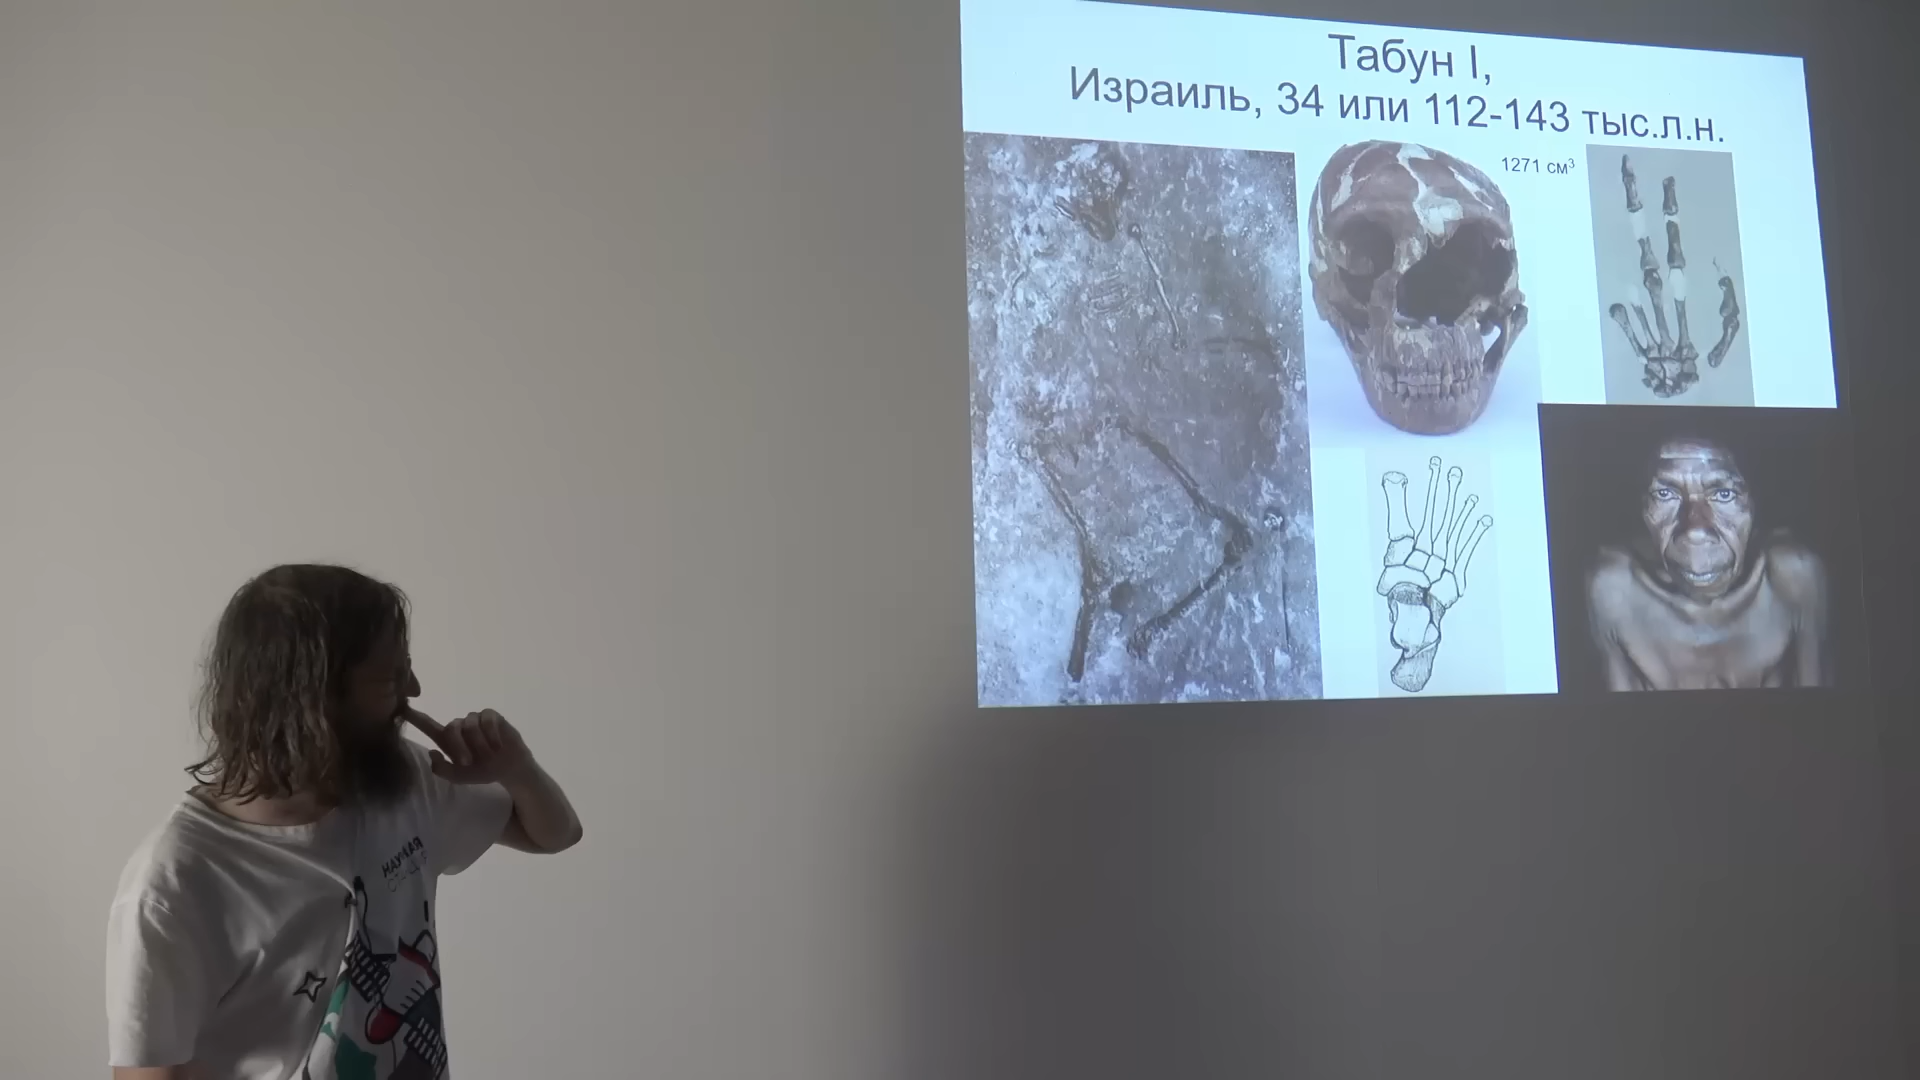 Табун I,
Израиль, 34 или 112-143 тыс.л.н.
1271 см³